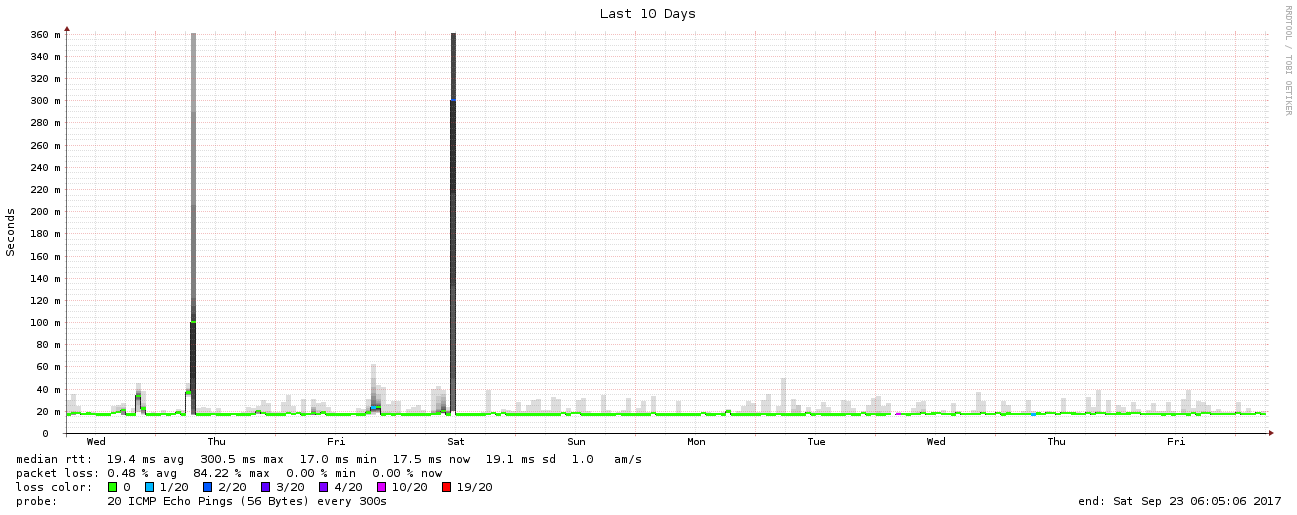 Last 10 Days
RRDTOOL / TOBI OETIKER
Seconds
360 m
340 m
320 m
300 m
280 m
260 m
240 m
220 m
200 m
180 m
160 m
140 m
120 m
100 m
80 m
60 m
40 m
20 m
0
Wed Thu Fri Sat Sun Mon Tue Wed Thu Fri
median rtt: 19.4 ms avg 300.5 ms max 17.0 ms min 17.5 ms now 19.1 ms sd 1.0 am/s
packet loss: 0.48 % avg 84.22 % max 0.00 % min 0.00 % now
loss color: 0 1/20 2/20 3/20 4/20 10/20 19/20
probe: 20 ICMP Echo Pings (56 Bytes) every 300s end: Sat Sep 23 06:05:06 2017